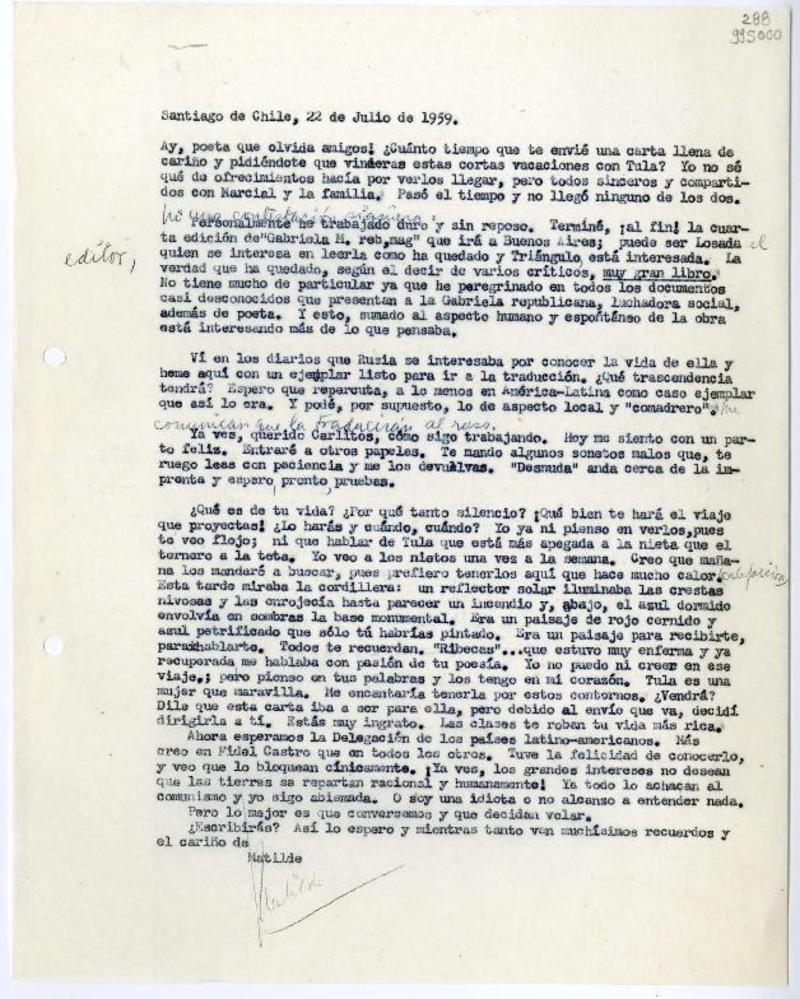 288
995000
Santiago de Chile, 22 de Julio de 1959.
Ay, poeta que olvida amigos! ¿Cuánto tiempo que te envié una carta llena de
cariño y pidiéndote que vinieras estas cortas vacaciones con Tula? Yo no sé
qué de ofrecimientos hacía por verlos llegar, pero todos sinceros y comparti-
dos con Marcial y la familia. Pasó el tiempo y no llegó ninguno de los dos.
Ni una contestación siquiera.
Personalmente he trabajado duro y sin reposo. Terminé, ¡al fin! la cuar-
ta edición de"Gabriela M. reb,mag" que irá a Buenos Aires; puede ser Losada el
editor,
quien se interesa en leerla como ha quedado y Triángulo está interesada. La
verdad que ha quedado, según el decir de varios críticos, muy gran libro.
No tiene mucho de particular ya que he peregrinado en todos los documentos
casi desconocidos que presentan a la Gabriela republicana, luchadora social,
además de poeta. Y esto, sumado al aspecto humano y espontáneo de la obra
está interesando más de lo que pensaba.
Ví en los diarios que Rusia se interesaba por conocer la vida de ella y
heme aquí con un ejemplar listo para ir a la traducción. ¿Qué trascendencia
tendrá? Espero que repercuta, a lo menos en América-Latina como caso ejemplar
que así lo era. Y podé, por supuesto, lo de aspecto local y "comadrero". Me
comunican que la traducirán al ruso.
Ya ves, querido Carlitos, cómo sigo trabajando. Hoy me siento con un par-
to feliz. Entraré a otros papeles. Te mando algunos sonetos malos que, te
ruego leas con paciencia y me los devuelvas. "Desnuda" anda cerca de la im-
prenta y espero pronto pruebas.
¿Qué es de tu vida? ¿Por qué tanto silencio? ¡Qué bien te hará el viaje
que proyectas! ¿Lo harás y cuándo, cuándo? Yo ya ni pienso en verlos,pues
te veo flojo; ni que hablar de Tula que está más apegada a la nieta que el
ternero a la teta. Yo veo a los nietos una vez a la semana. Creo que maña-
na los mandaré a buscar, pues prefiero tenerlos aquí que hace mucho calor.(calefacción)
Esta tarde miraba la cordillera: un reflector solar iluminaba las crestas
nivosas y las enrojecía hasta parecer un incendio y, abajo, el azul dormido
envolvía en sombras la base monumental. Era un paisaje de rojo cernido y
azul petrificado que sólo tú habrías pintado. Era un paisaje para recibirte,
para hablarte. Todos te recuerdan. "Ribecas"...que estuvo muy enferma y ya
recuperada me hablaba con pasión de tu poesía. Yo no puedo ni creer en ese
viaje.; pero pienso en tus palabras y los tengo en mi corazón. Tula es una
mujer que maravilla. Me encantaría tenerla por estos contornos. ¿Vendrá?
Dile que esta carta iba a ser para ella, pero debido al envío que va, decidí
dirigirla a tí. Estás muy ingrato. Las clases te roban tu vida más rica.
Ahora esperamos la Delegación de los países latino-americanos. Más
creo en Fidel Castro que en todos los otros. Tuve la felicidad de conocerlo,
y veo que lo bloquean cínicamente. ¡Ya ves, los grandes intereses no desean
que las tierras se repartan racional y humanamente! Ya todo lo achacan al
comunismo y yo sigo abismada. O soy una idiota o no alcanzo a entender nada.
Pero lo mejor es que conversemos y que decidan volar.
¿Escribirás? Así lo espero y mientras tanto van muchísimos recuerdos y
el cariño de
Matilde
Matilde